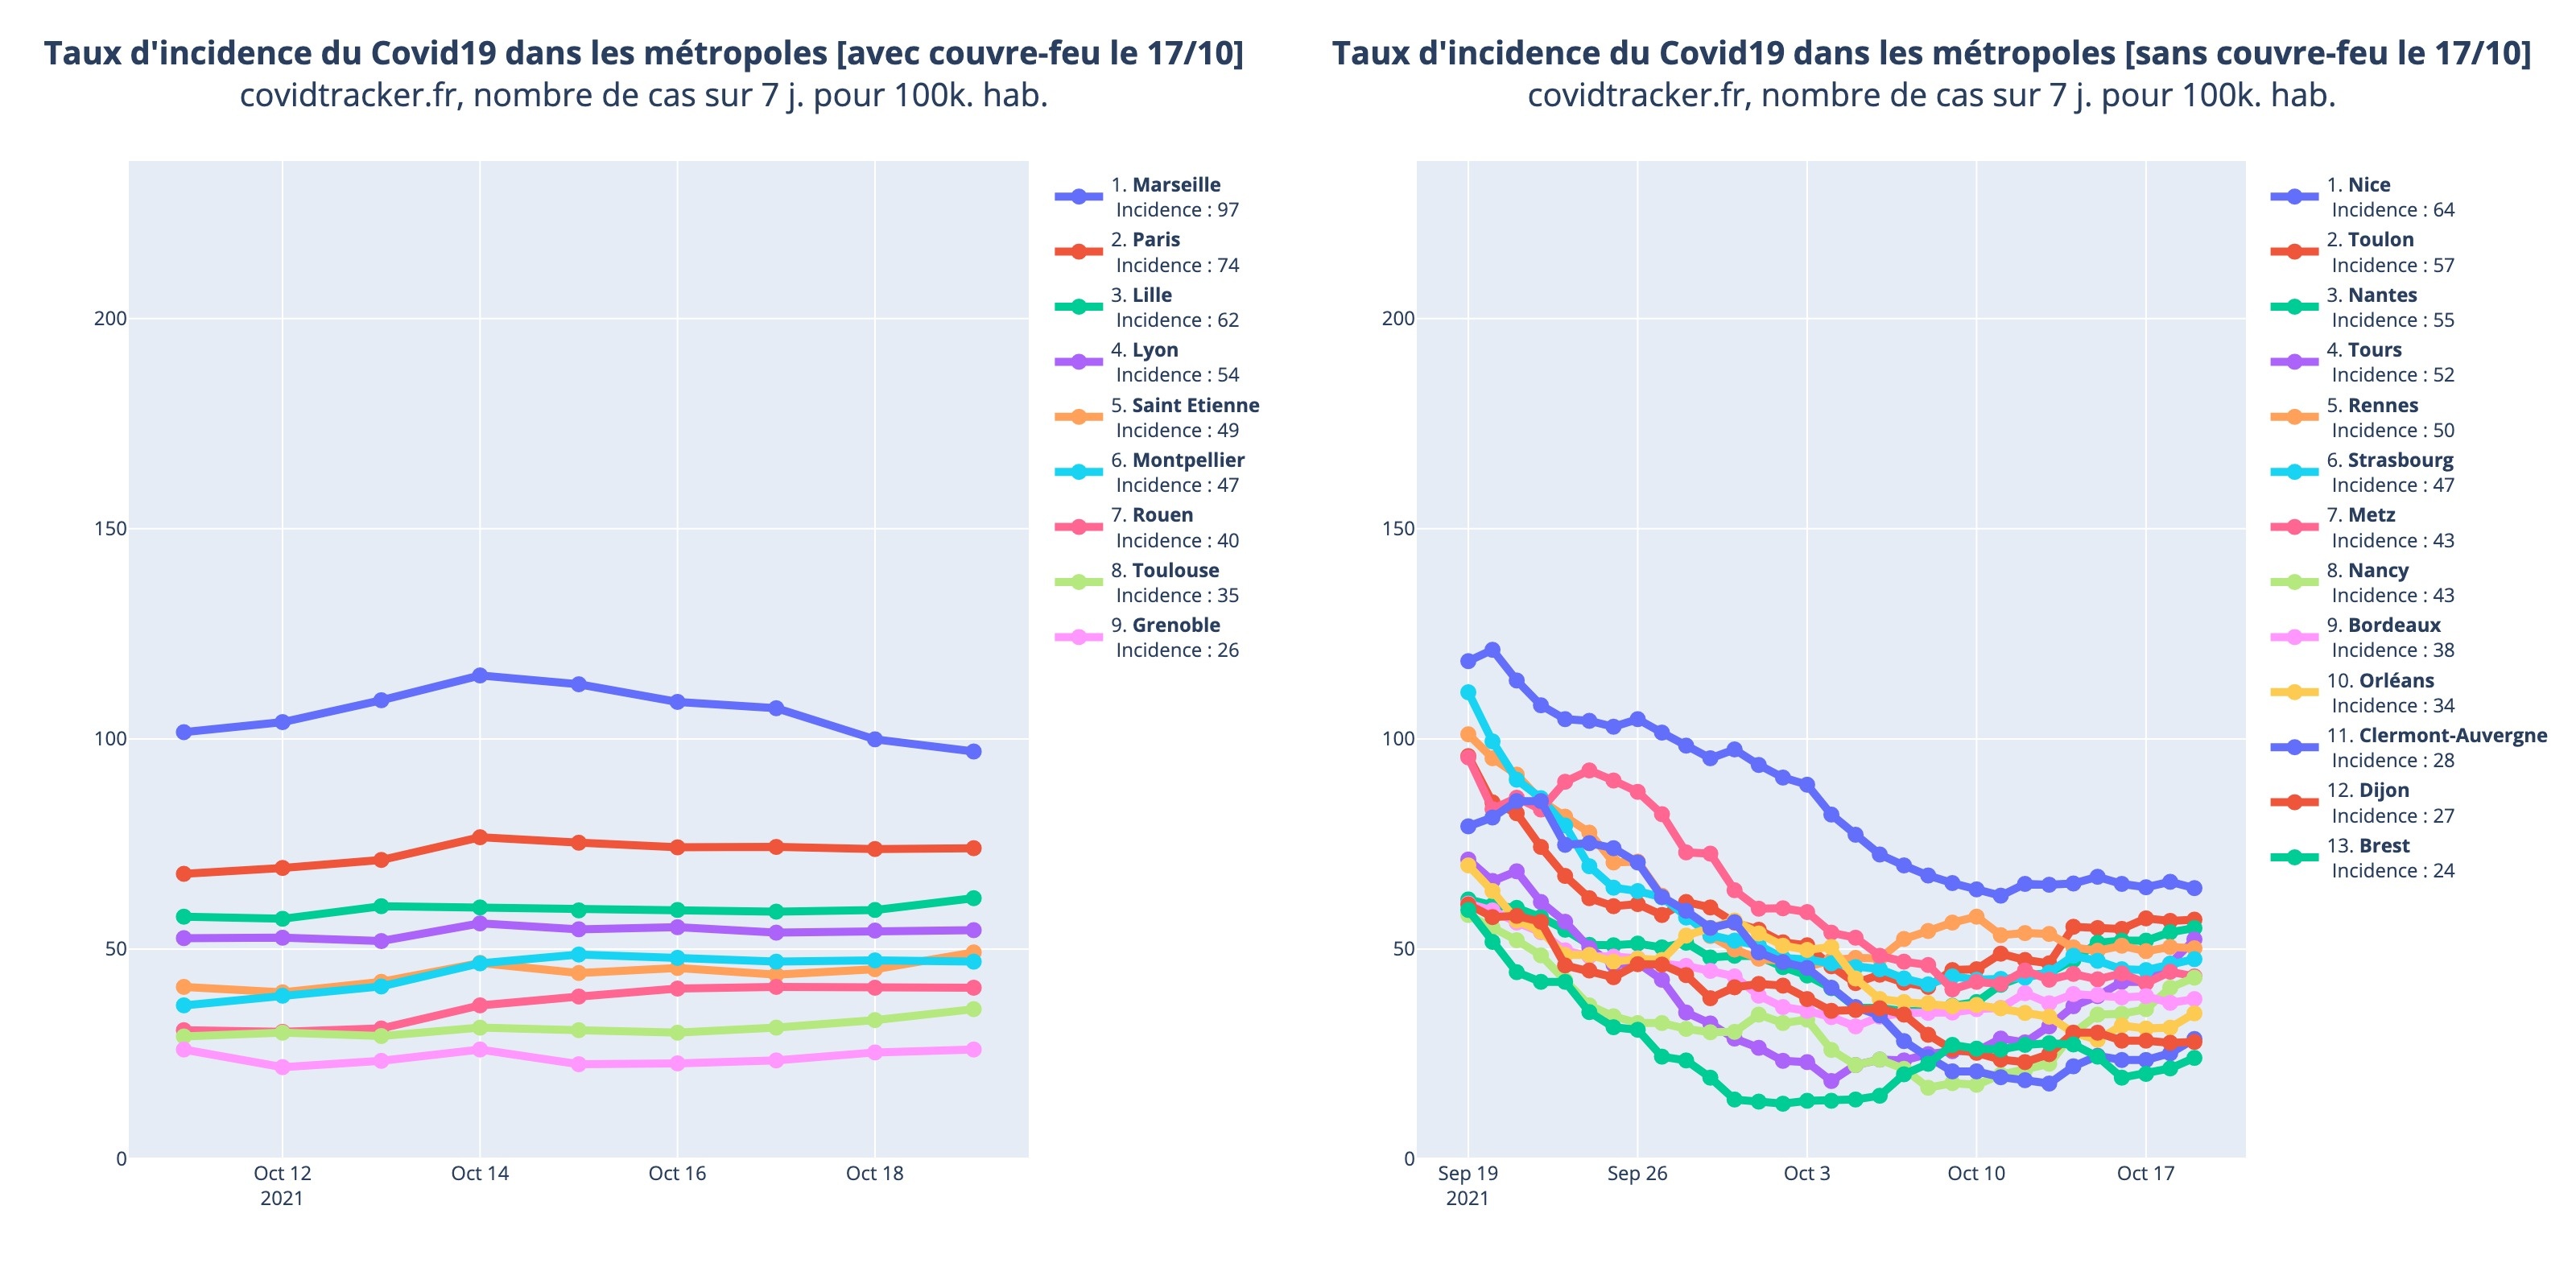 Taux d'incidence du Covid19 dans les métropoles [avec couvre-feu le 17/10]
covidtracker.fr, nombre de cas sur 7 j. pour 100k. hab.
200
150
100
50
0
Oct 12
2021
Oct 14
Oct 16
Oct 18
1. Marseille
Incidence : 97
2. Paris
Incidence : 74
3. Lille
Incidence : 62
4. Lyon
Incidence : 54
5. Saint Etienne
Incidence : 49
6. Montpellier
Incidence : 47
7. Rouen
Incidence : 40
8. Toulouse
Incidence : 35
9. Grenoble
Incidence : 26
Taux d'incidence du Covid19 dans les métropoles [sans couvre-feu le 17/10]
covidtracker.fr, nombre de cas sur 7 j. pour 100k. hab.
200
150
100
50
0
Sep 19
2021
Sep 26
Oct 3
Oct 10
Oct 17
1. Nice
Incidence : 64
2. Toulon
Incidence : 57
3. Nantes
Incidence : 55
4. Tours
Incidence : 52
5. Rennes
Incidence : 50
6. Strasbourg
Incidence : 47
7. Metz
Incidence : 43
8. Nancy
Incidence : 43
9. Bordeaux
Incidence : 38
10. Orléans
Incidence : 34
11. Clermont-Auvergne
Incidence : 28
12. Dijon
Incidence : 27
13. Brest
Incidence : 24